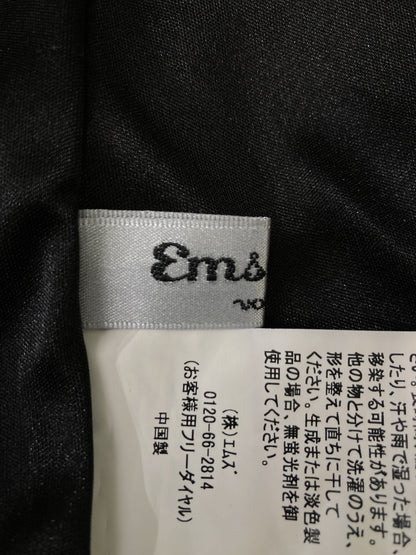 Ems
したり、汗や雨で湿った場合
移染する可能性があります。
他の物と分けて洗濯のうえ、
形を整えて直ちに干して
ください。生成または淡色製
品の場合、無蛍光剤を御
使用してください。
(株)エムズ
0120-66-2814
(お客様用フリーダイヤル)
中国製